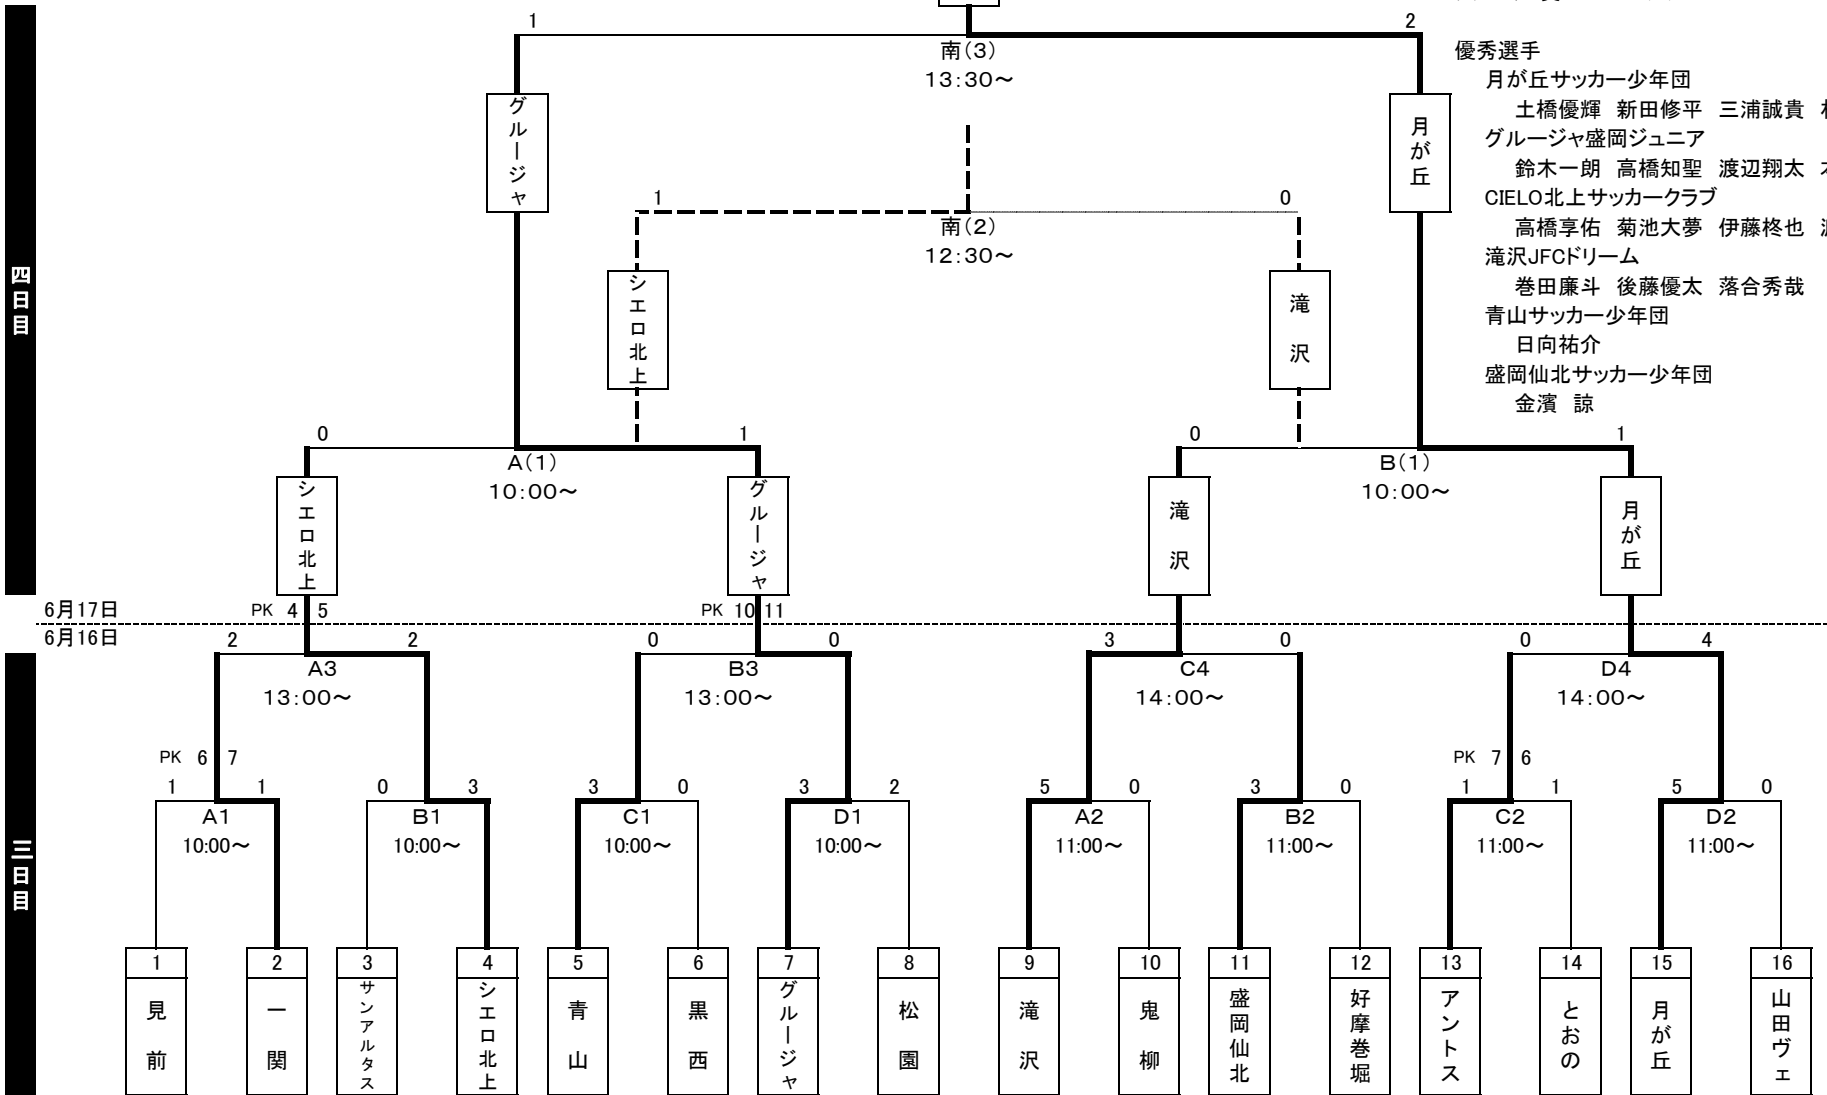 1
2
南(3)
13:30～
優秀選手
月が丘サッカー少年団
土橋優輝 新田修平 三浦誠貴
グルージャ盛岡ジュニア
鈴木一朗 高橋知聖 渡辺翔太
CIELO北上サッカークラブ
高橋享佑 菊池大夢 伊藤柊也
滝沢JFCドリーム
巻田廉斗 後藤優太 落合秀哉
青山サッカー少年団
日向祐介
盛岡仙北サッカー少年団
金濱 諒
グルージャ
月が丘
1
0
南(2)
12:30～
シエロ北上
滝沢
四日目
0
1
0
1
A(1)
10:00～
B(1)
10:00～
シエロ北上
グルージャ
滝沢
月が丘
6月17日
PK 4 5
PK 10 11
6月16日
2
2
0
0
3
0
0
4
A3
13:00～
B3
13:00～
C4
14:00～
D4
14:00～
PK 6 7
PK 7 6
1
1
0
3
3
0
3
2
5
0
3
0
1
1
5
0
A1
10:00～
B1
10:00～
C1
10:00～
D1
10:00～
A2
11:00～
B2
11:00～
C2
11:00～
D2
11:00～
三日目
1
見前
2
一関
3
サンアルタス
4
シエロ北上
5
青山
6
黒西
7
グルージャ
8
松園
9
滝沢
10
鬼柳
11
盛岡仙北
12
好摩巻堀
13
アントス
14
とおの
15
月が丘
16
山田ヴェ